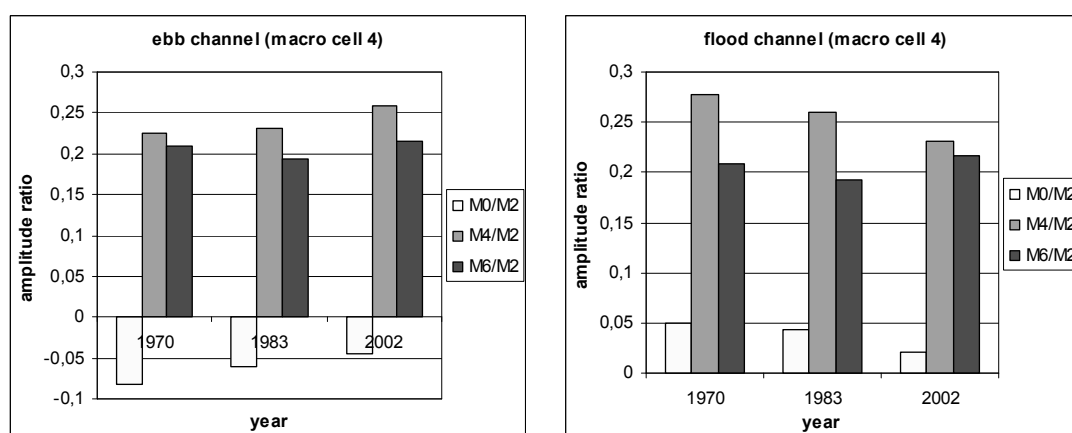 ebb channel (macro cell 4)
0,3
0,25
0,2
0,15
0,1
0,05
0
-0,05
-0,1
amplitude ratio
1970
1983
2002
year
M0/M2
M4/M2
M6/M2
flood channel (macro cell 4)
0,3
0,25
0,2
0,15
0,1
0,05
0
amplitude ratio
1970
1983
2002
year
M0/M2
M4/M2
M6/M2